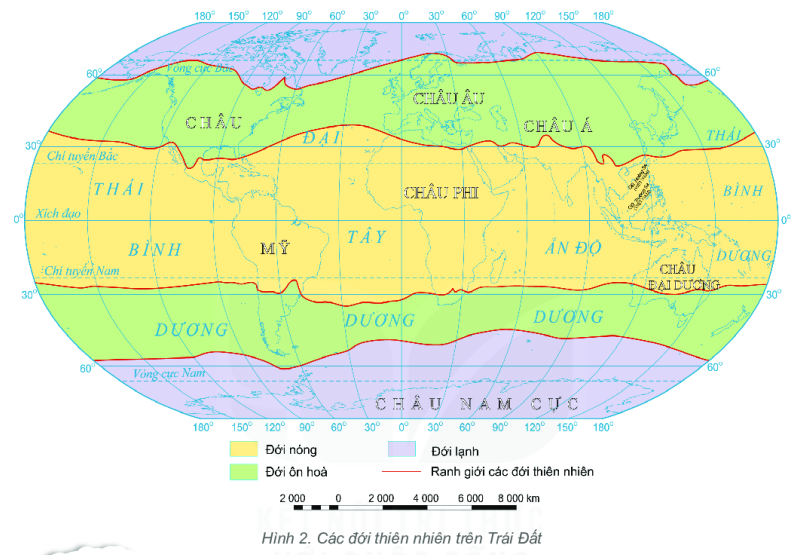 180° 150° 120° 90° 60° 30° 0° 30° 60° 90° 120° 150° 180°
60° Vòng cực Bắc 60°
CHÂU CHÂU ÂU CHÂU Á
ĐẠI THÁI
30° 30°
Chí tuyến Bắc
THÁI CHÂU PHI BÌNH
0° Xích đạo 0°
BÌNH MỸ TÂY ẤN ĐỘ DƯƠNG
Chí tuyến Nam CHÂU
ĐẠI DƯƠNG
30° 30°
DƯƠNG DƯƠNG DƯƠNG
60° Vòng cực Nam 60°
CHÂU NAM CỰC
180° 150° 120° 90° 60° 30° 0° 30° 60° 90° 120° 150° 180°
Đới nóng Đới lạnh
Đới ôn hoà Ranh giới các đới thiên nhiên
2 000 0 2 000 4 000 6 000 8 000 km
Hình 2. Các đới thiên nhiên trên Trái Đất